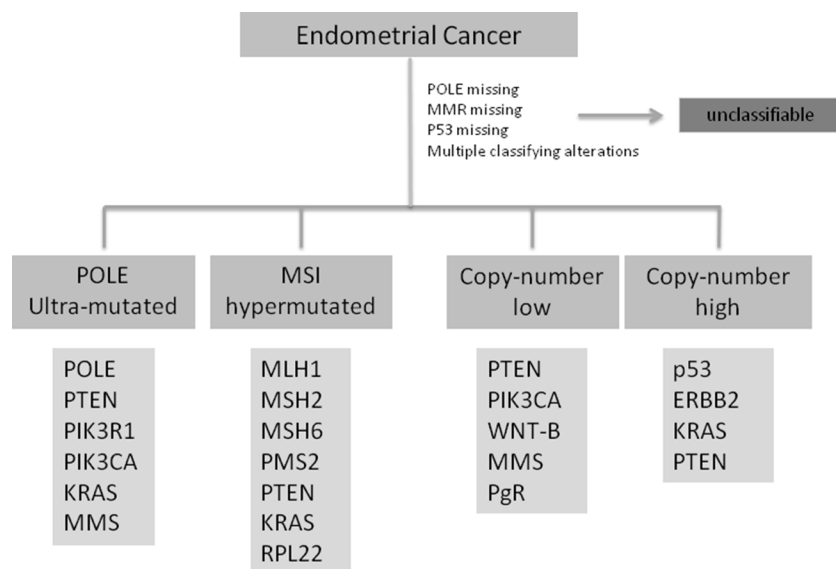 Endometrial Cancer
POLE missing
MMR missing
P53 missing
Multiple classifying alterations
unclassifiable
POLE
Ultra-mutated
MSI
hypermutated
Copy-number
low
Copy-number
high
POLE
PTEN
PIK3R1
PIK3CA
KRAS
MMS
MLH1
MSH2
MSH6
PMS2
PTEN
KRAS
RPL22
PTEN
PIK3CA
WNT-B
MMS
PgR
p53
ERBB2
KRAS
PTEN